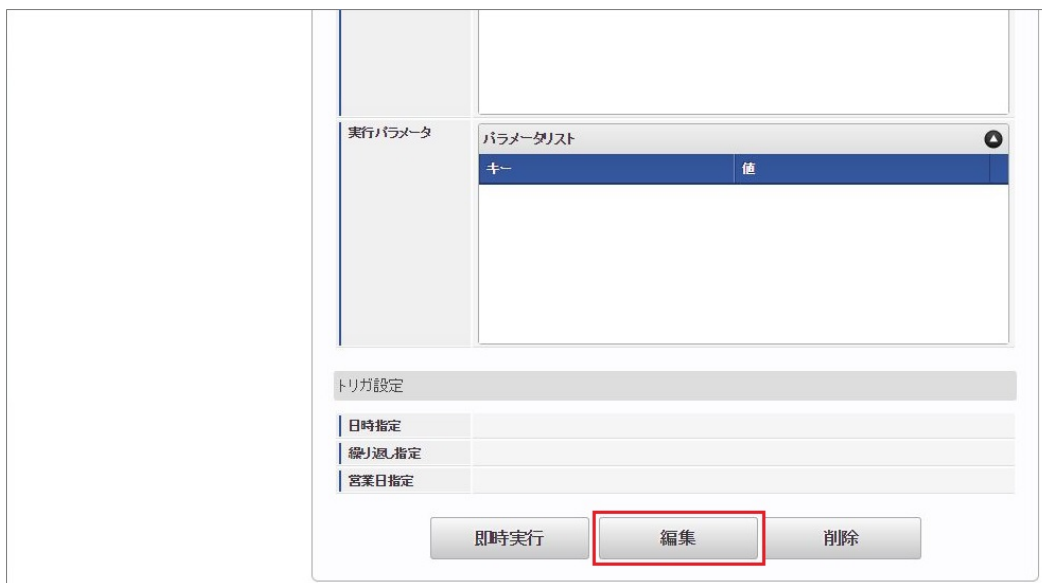 実行パラメータ
パラメータリスト
キー 値
トリガ設定
日時指定
繰り返し指定
営業日指定
即時実行 編集 削除